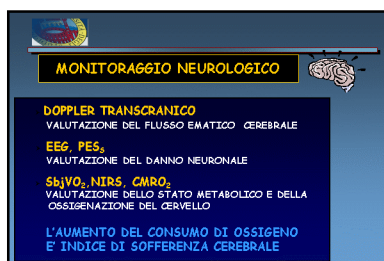 MONITORAGGIO NEUROLOGICO
DOPPLER TRANSCRANICO
VALUTAZIONE DEL FLUSSO EMATICO CEREBRALE
EEG, PESs
VALUTAZIONE DEL DANNO NEURONALE
SbjVO2,NIRS, CMRO2
VALUTAZIONE DELLO STATO METABOLICO E DELLA
OSSIGENAZIONE DEL CERVELLO
L'AUMENTO DEL CONSUMO DI OSSIGENO
E' INDICE DI SOFFERENZA CEREBRALE